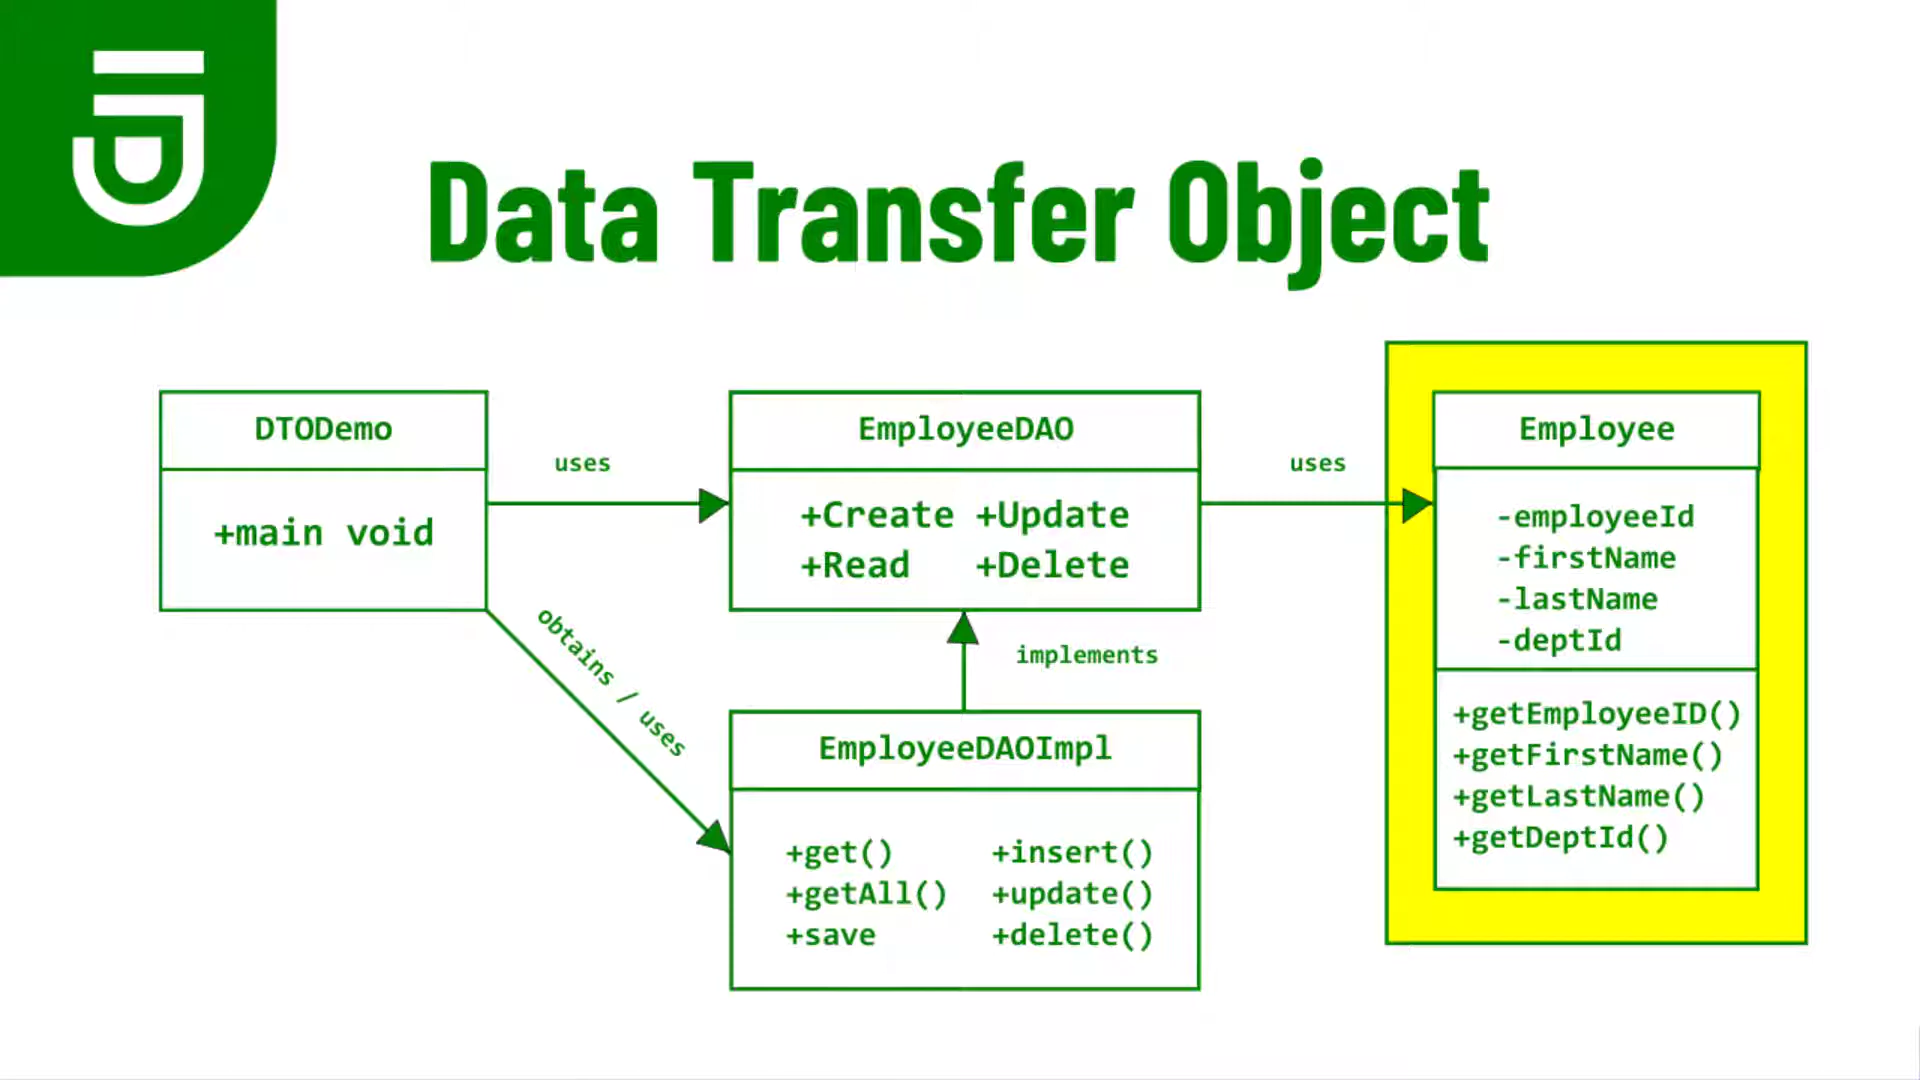 Data Transfer Object
DTODemo
+main void
uses
obtains / uses
EmployeeDAO
+Create +Update
+Read +Delete
implements
EmployeeDAOImpl
+get() +insert()
+getAll() +update()
+save +delete()
uses
Employee
-employeeId
-firstName
-lastName
-deptId
+getEmployeeID()
+getFirstName()
+getLastName()
+getDeptId()